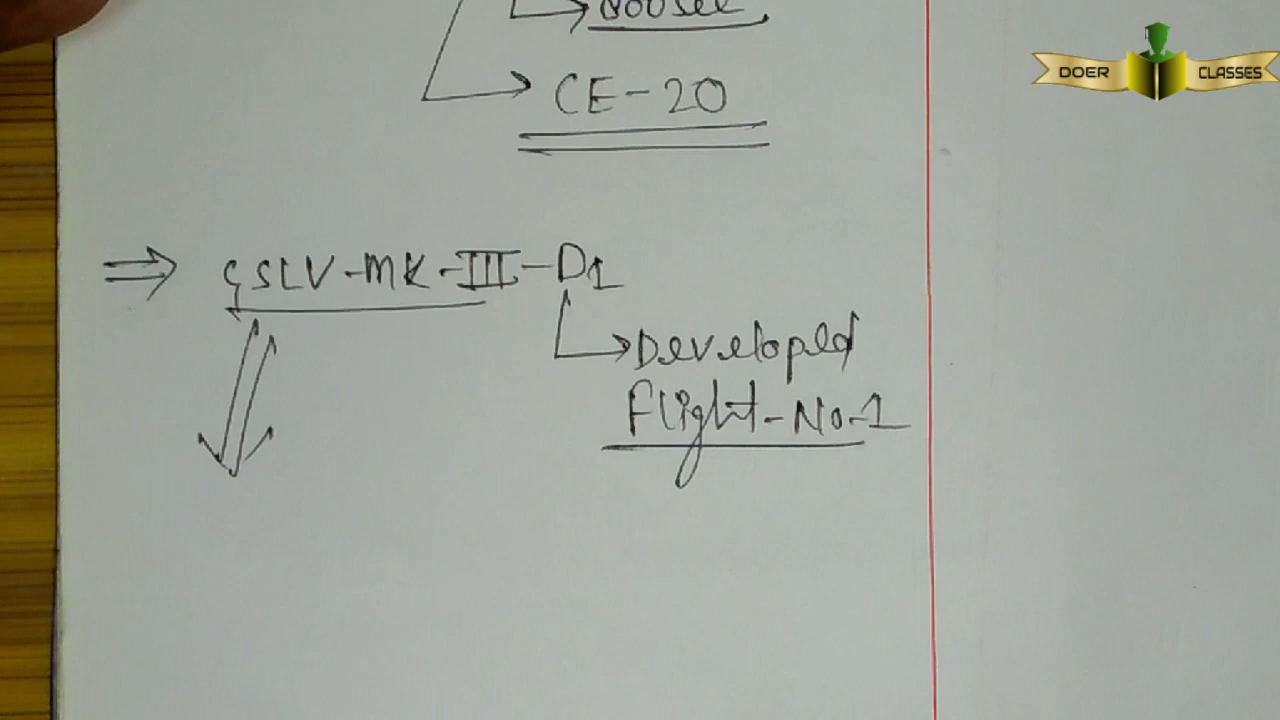 → CE-20
DOER CLASSES
⇒ GSLV-MK-III-D1
→ Developed
Flight-No-1